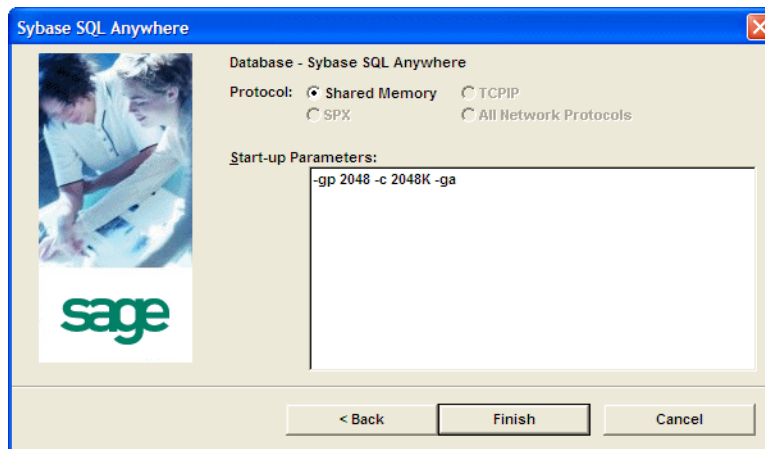 Sybase SQL Anywhere
Database - Sybase SQL Anywhere
Protocol: Shared Memory TCPIP
SPX All Network Protocols
Start-up Parameters:
-gp 2048 -c 2048K -ga
sage
< Back Finish Cancel